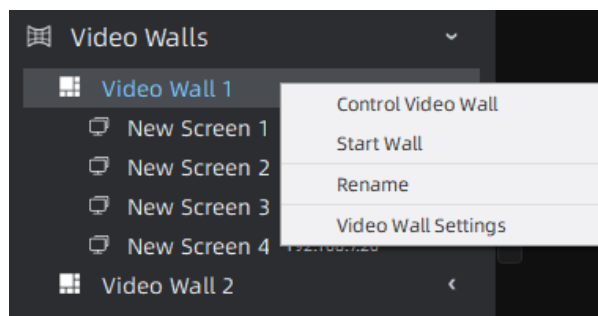 Video Walls
Video Wall 1
Control Video Wall
New Screen 1
Start Wall
New Screen 2
Rename
New Screen 3
Video Wall Settings
New Screen 4
Video Wall 2